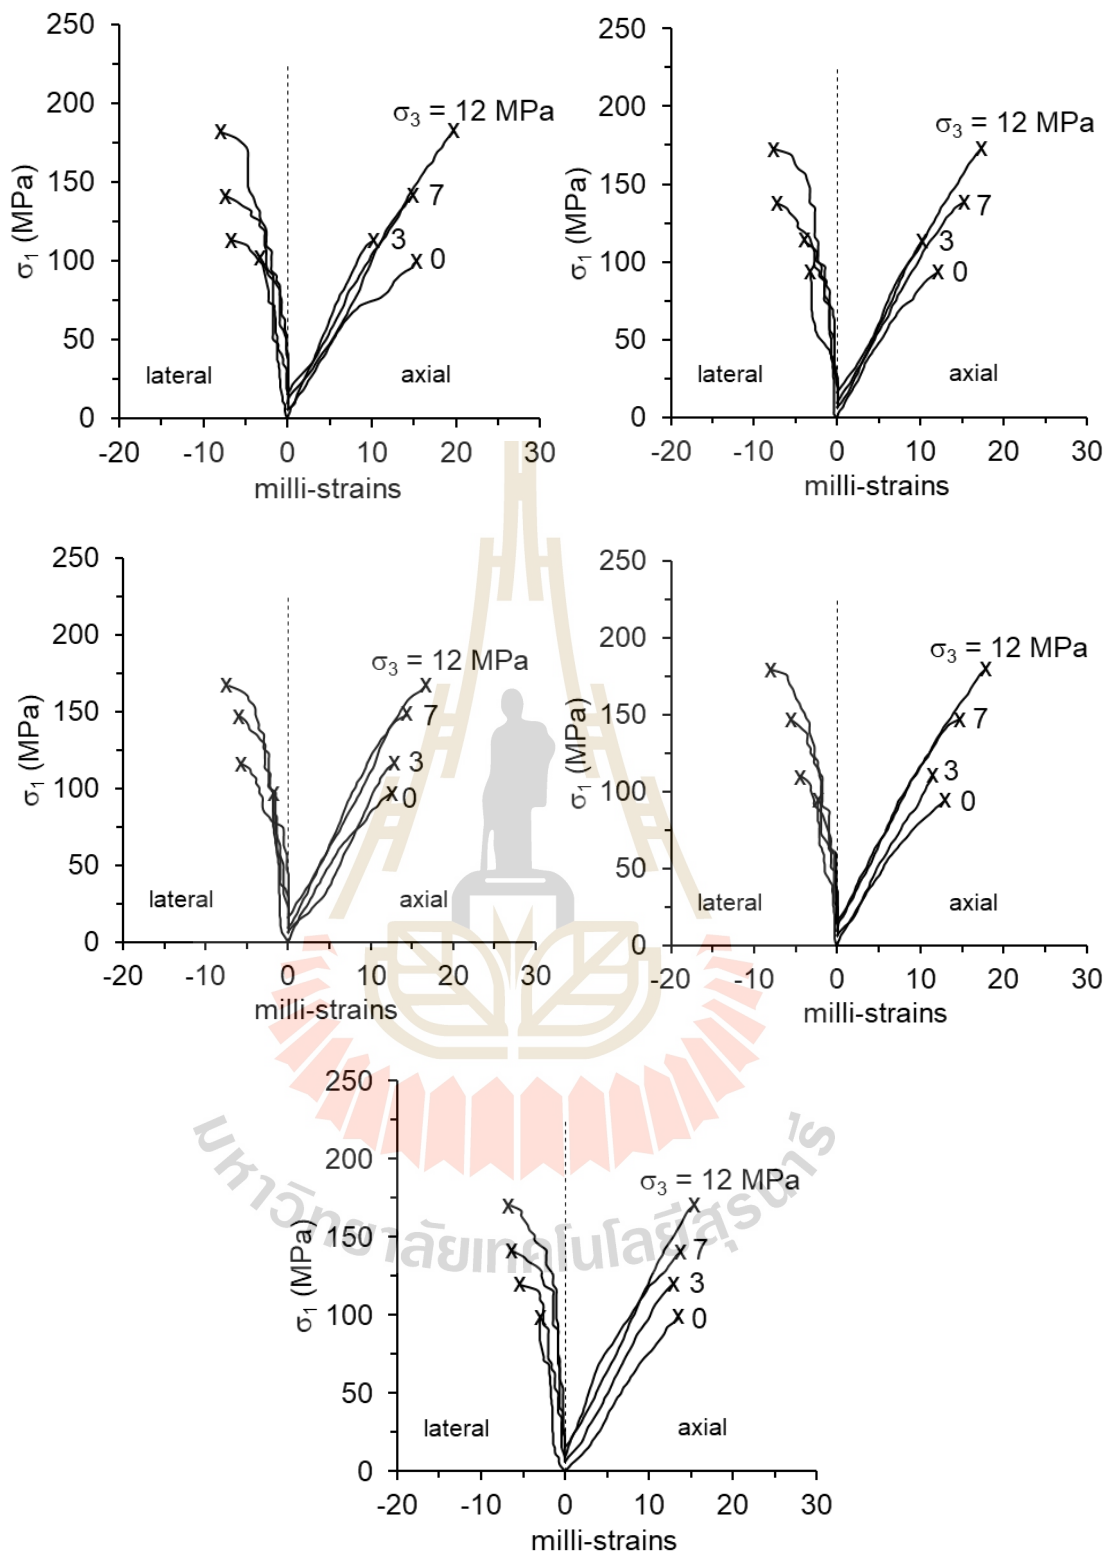 250
200
150
100
50
0
σ1 (MPa)
σ3 = 12 MPa
7
3
0
lateral
axial
-20 -10 0 10 20 30
milli-strains
250
200
150
100
50
0
σ1 (MPa)
σ3 = 12 MPa
7
3
0
lateral
axial
-20 -10 0 10 20 30
milli-strains
250
200
150
100
50
0
σ1 (MPa)
σ3 = 12 MPa
7
3
0
lateral
axial
-20 -10 0 10 20 30
milli-strains
250
200
150
100
50
0
σ1 (MPa)
σ3 = 12 MPa
7
3
0
lateral
axial
-20 -10 0 10 20 30
milli-strains
250
200
150
100
50
0
σ1 (MPa)
σ3 = 12 MPa
7
3
0
lateral
axial
-20 -10 0 10 20 30
milli-strains
มหาวิทยาลัยเทคโนโลยีสุรนารี